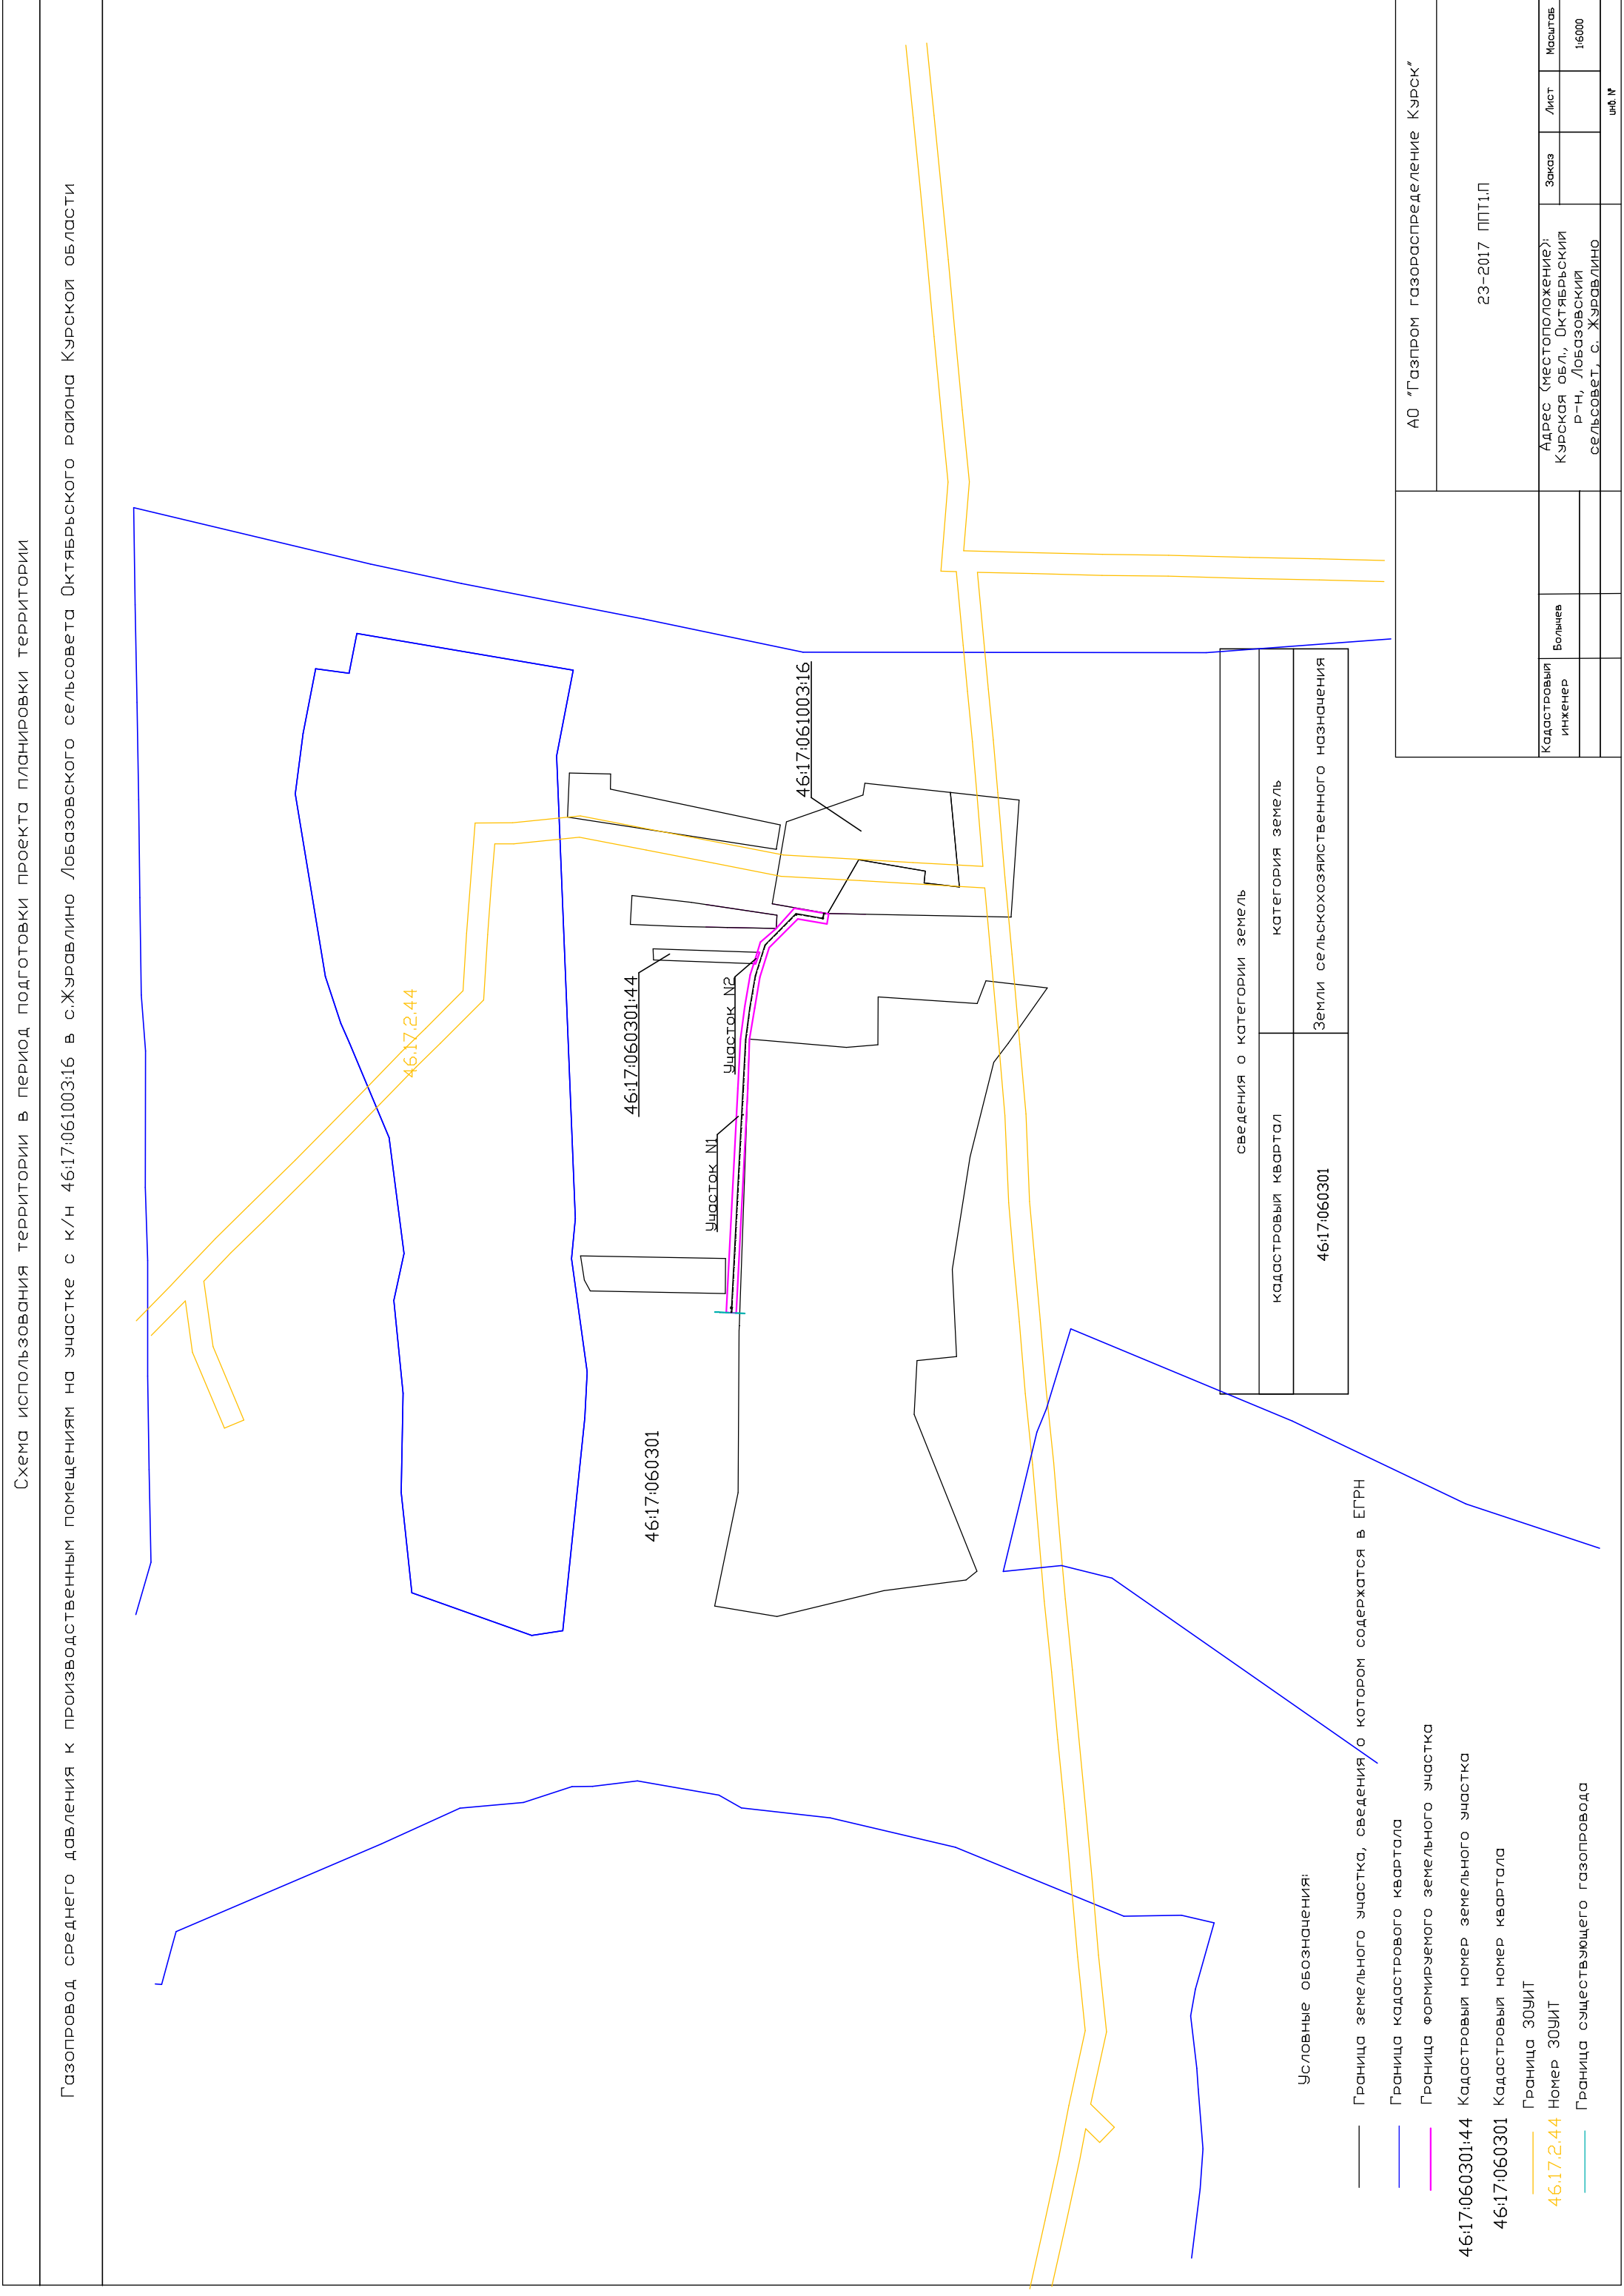 Схема использования территории в период подготовки проекта планировки территории
Газопровод среднего давления к производственным помещениям на участке с к/н 46:17:061003:16 в с.Журавлино Лобазовского сельсовета Октябрьского района Курской области
46.17.2.44
46:17:061003:16
46:17:060301:44
Участок N2
Участок N1
46:17:060301
сведения о категории земель
кадастровый квартал
категория земель
46:17:060301
Земли сельскохозяйственного назначения
Условные обозначения:
Граница земельного участка, сведения о котором содержатся в ЕГРН
Граница кадастрового квартала
Граница формируемого земельного участка
46:17:060301:44 Кадастровый номер земельного участка
46:17:060301 Кадастровый номер квартала
Граница ЗОУИТ
46.17.2.44 Номер ЗОУИТ
Граница существующего газопровода
АО "Газпром газораспределение Курск"
23-2017 ППТ1.П
Кадастровый
инженер
Болычев
Адрес (местоположение):
Курская обл., Октябрьский
р-н, Лобазовский
сельсовет, с. Журавлино
Заказ
Лист
Масштаб
1:6000
инв. №